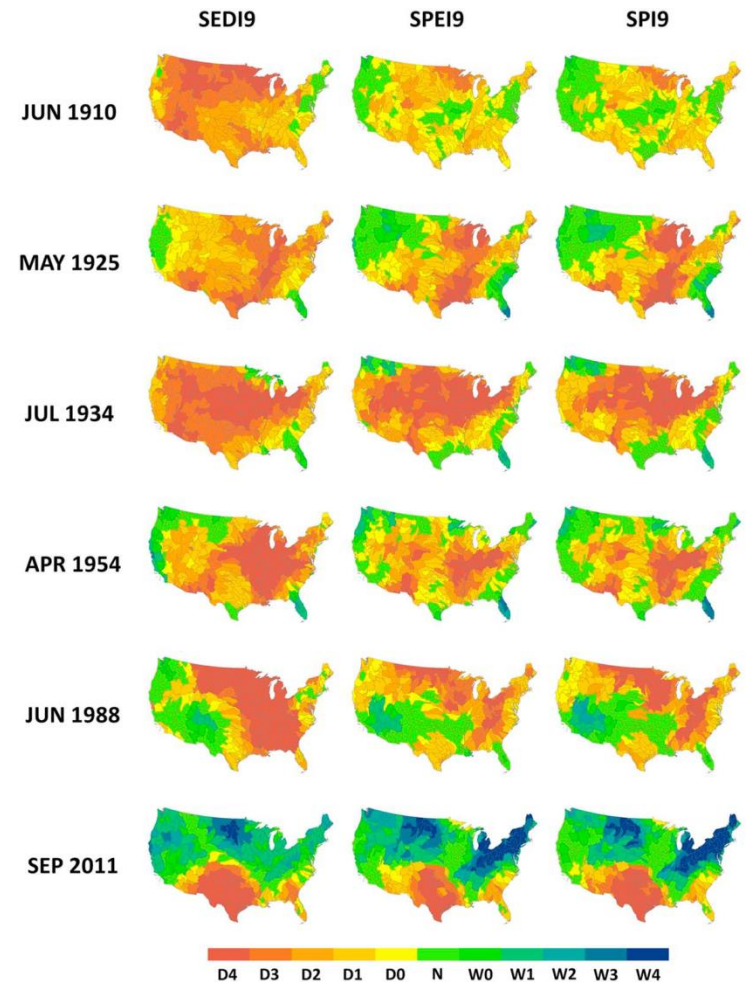 SEDI9 SPEI9 SPI9
JUN 1910
MAY 1925
JUL 1934
APR 1954
JUN 1988
SEP 2011
D4 D3 D2 D1 D0 N W0 W1 W2 W3 W4